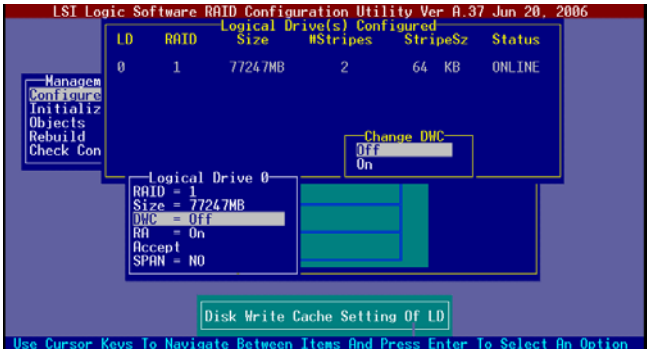 LSI Logic Software RAID Configuration Utility Ver A.37 Jun 20, 2006
Logical Drive(s) Configured
LD RAID Size #Stripes StripeSz Status
0 1 77247MB 2 64 KB ONLINE
Managem
Configure
Initializ
Objects
Rebuild
Check Con
Change DWC
Off
On
Logical Drive 0
RAID = 1
Size = 77247MB
DWC = Off
RA = On
Accept
SPAN = NO
Disk Write Cache Setting Of LD
Use Cursor Keys To Navigate Between Items And Press Enter To Select An Option